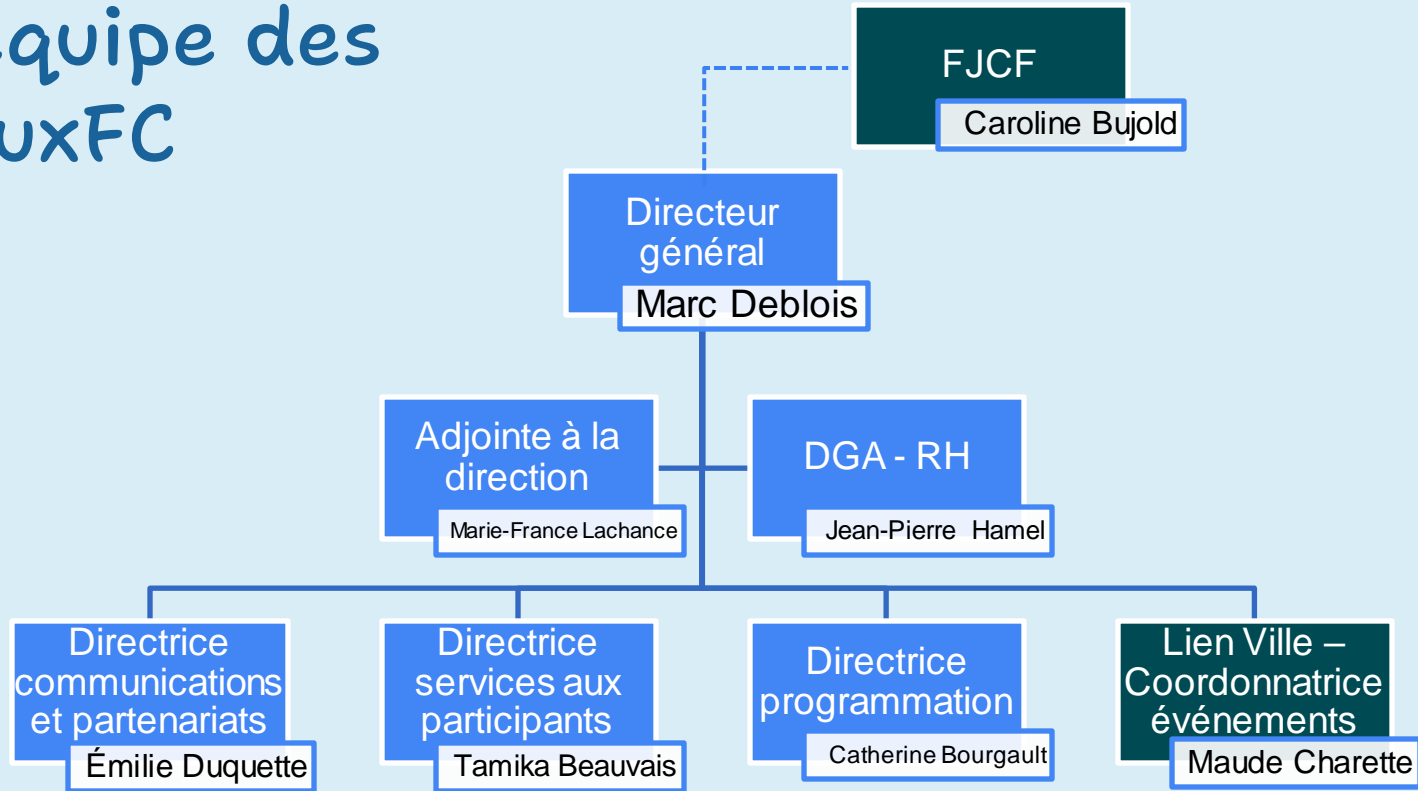 équipe des
uxFC
FJCF
Caroline Bujold
Directeur
général
Marc Deblois
Adjointe à la
direction
Marie-France Lachance
DGA - RH
Jean-Pierre Hamel
Directrice
communications
et partenariats
Émilie Duquette
Directrice
services aux
participants
Tamika Beauvais
Directrice
programmation
Catherine Bourgault
Lien Ville –
Coordonnatrice
événements
Maude Charette